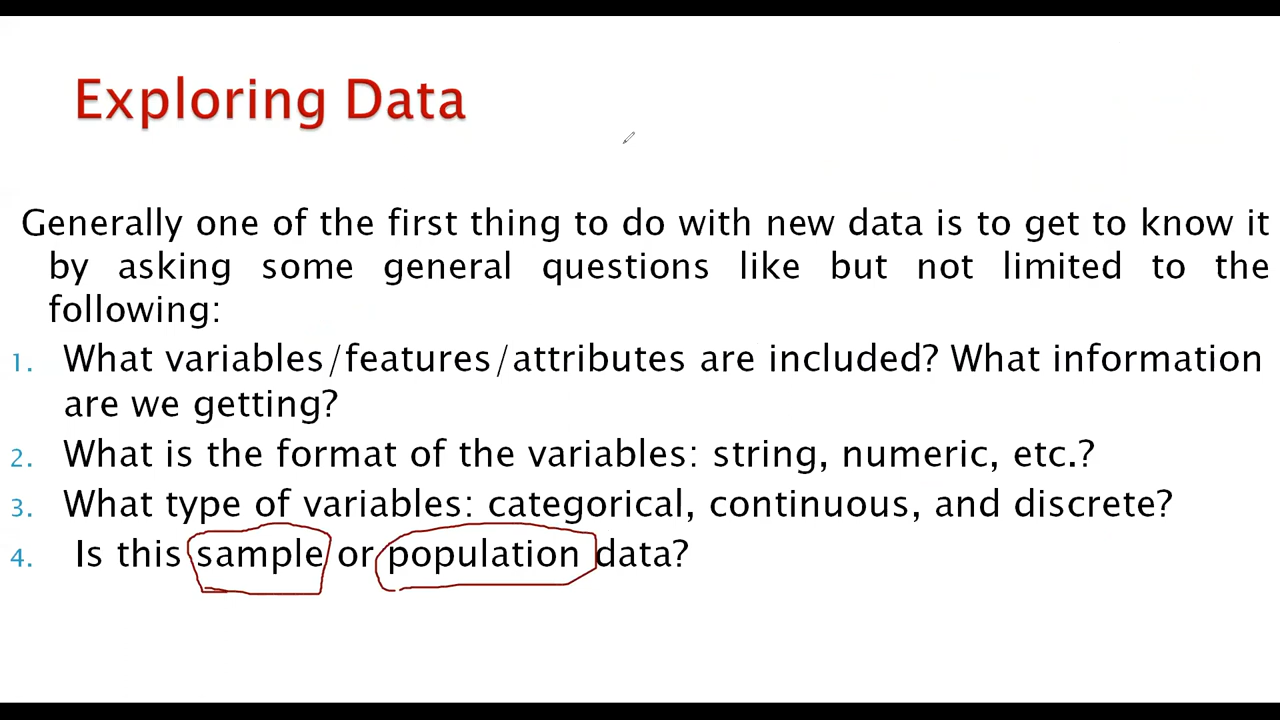 Exploring Data
Generally one of the first thing to do with new data is to get to know it
by asking some general questions like but not limited to the
following:
1. What variables/features/attributes are included? What information
are we getting?
2. What is the format of the variables: string, numeric, etc.?
3. What type of variables: categorical, continuous, and discrete?
4. Is this sample or population data?